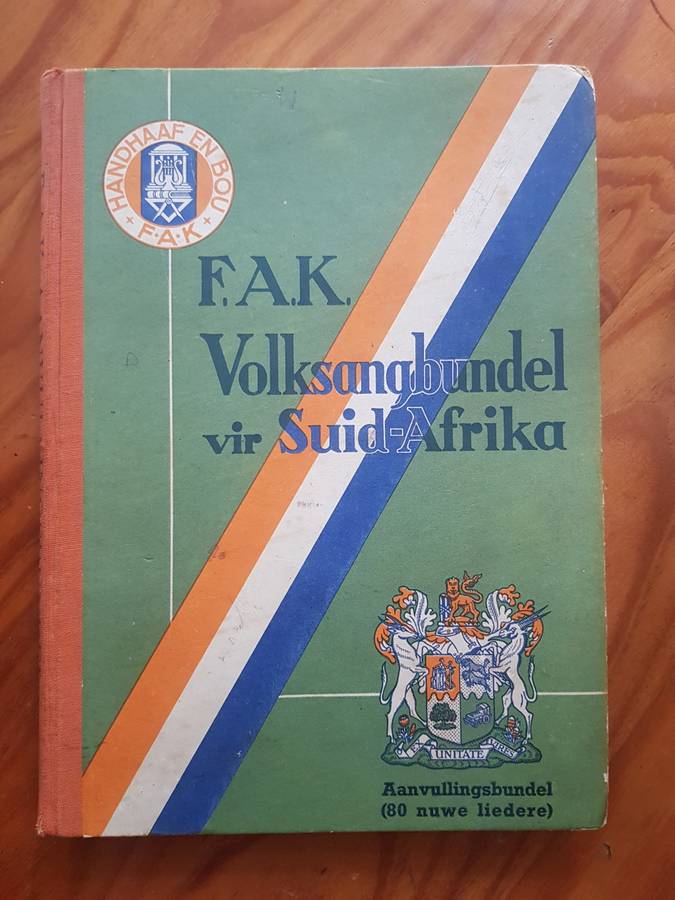 HANDHAAF EN BOU
F·A·K
F.A.K.
Volksangbundel
vir Suid-Afrika
EX UNITATE VIRES
Aanvullingsbundel
(80 nuwe liedere)